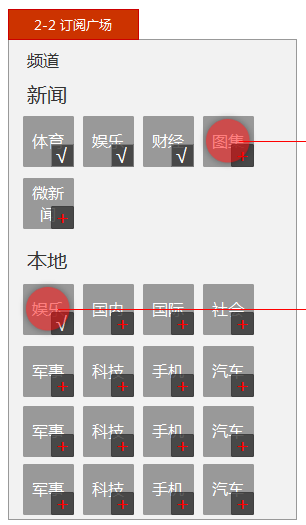 2-2 订阅广场
频道
新闻
体育 娱乐 财经 图集
√ √ √ +
微新
闻
+
本地
娱乐 国内 国际 社会
√ + + +
军事 科技 手机 汽车
+ + + +
军事 科技 手机 汽车
+ + + +
军事 科技 手机 汽车
+ + + +